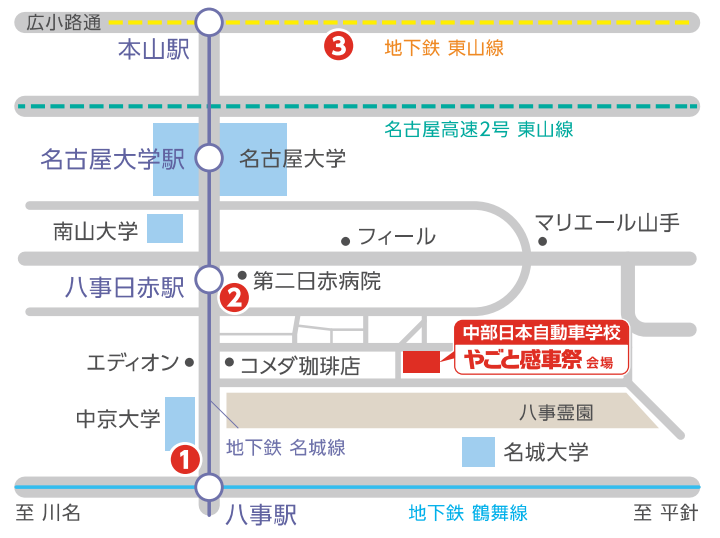 広小路通
本山駅
3
地下鉄 東山線
名古屋高速2号 東山線
名古屋大学駅
名古屋大学
南山大学
フィール
マリエール山手
八事日赤駅
第二日赤病院
2
中部日本自動車学校
やごと感車祭 会場
エディオン
コメダ珈琲店
中京大学
八事霊園
地下鉄 名城線
名城大学
1
至 川名
八事駅
地下鉄 鶴舞線
至 平針